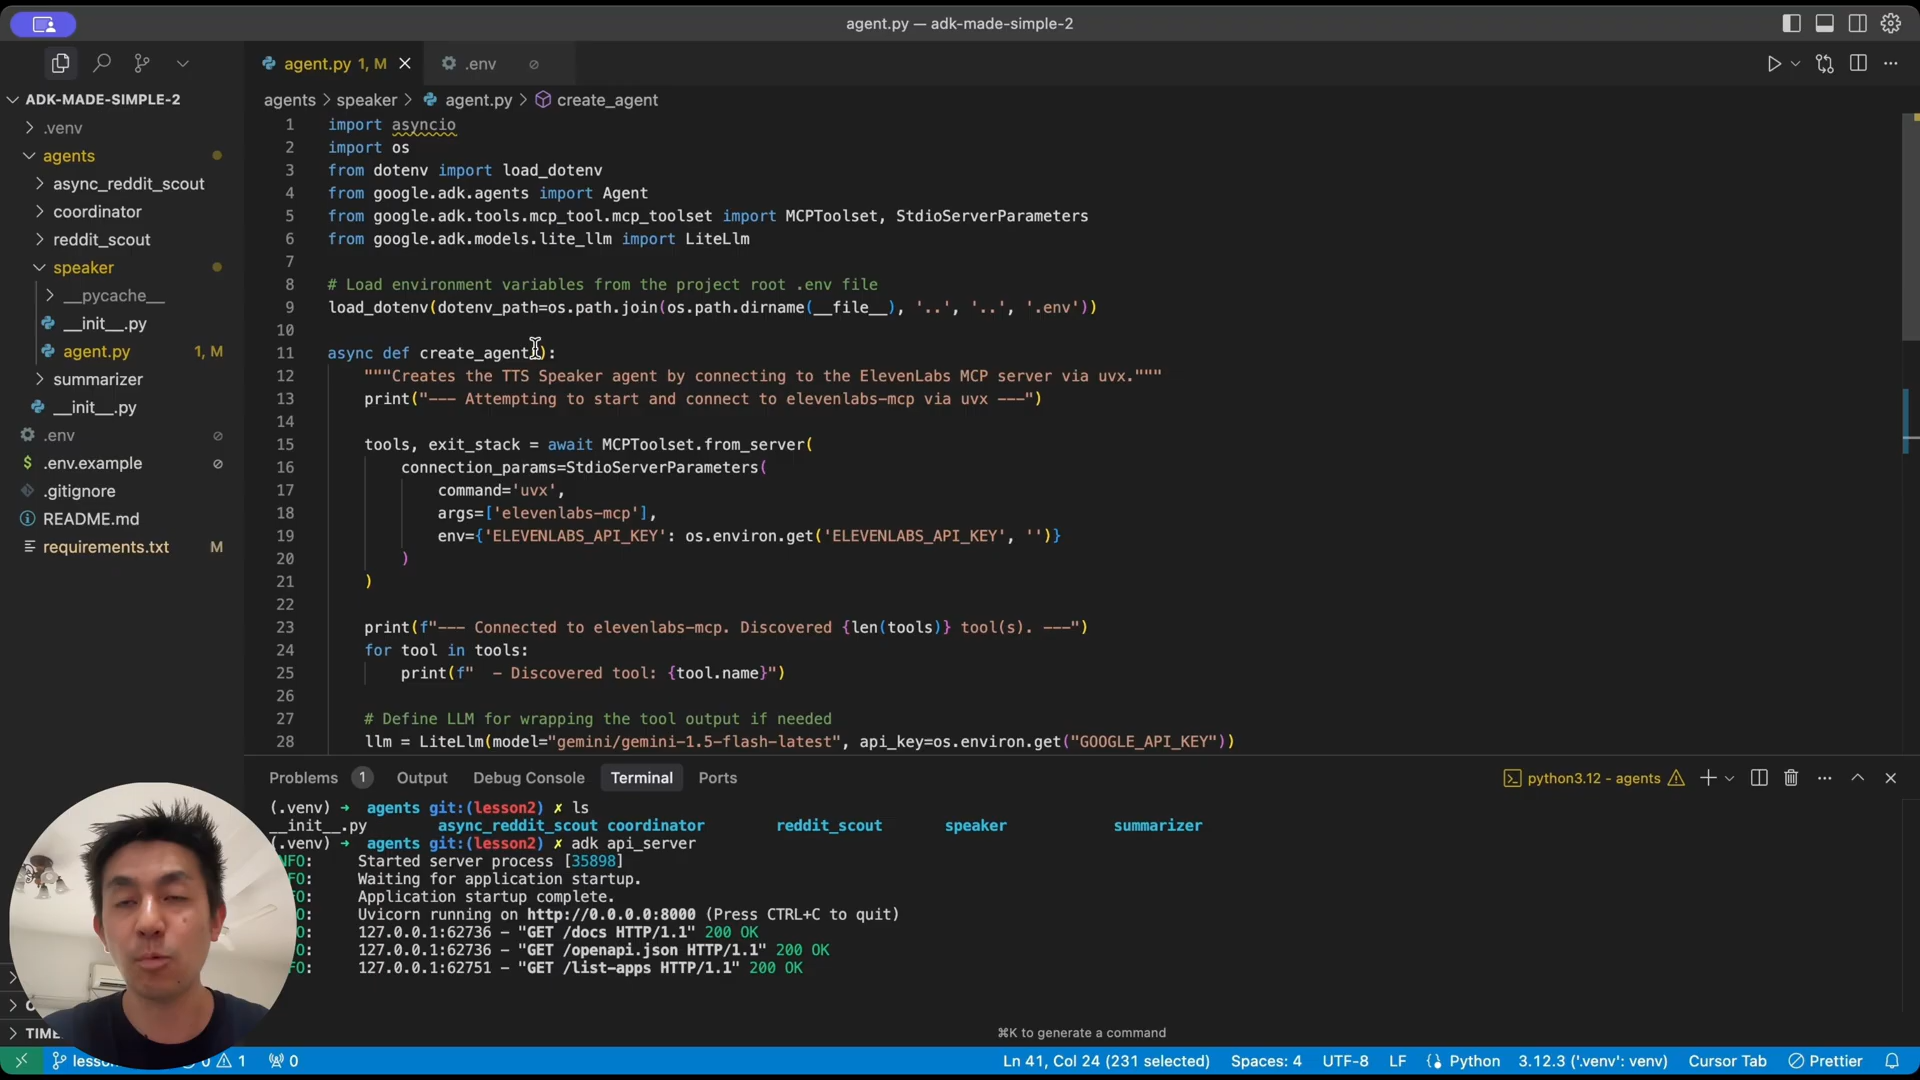 agent.py — adk-made-simple-2
agent.py 1, M
.env
ADK-MADE-SIMPLE-2
.venv
agents
async_reddit_scout
coordinator
reddit_scout
speaker
__pycache__
__init__.py
agent.py 1, M
summarizer
__init__.py
.env
.env.example
.gitignore
README.md
requirements.txt M
agents > speaker > agent.py > create_agent
1 import asyncio
2 import os
3 from dotenv import load_dotenv
4 from google.adk.agents import Agent
5 from google.adk.tools.mcp_tool.mcp_toolset import MCPToolset, StdioServerParameters
6 from google.adk.models.lite_llm import LiteLlm
7
8 # Load environment variables from the project root .env file
9 load_dotenv(dotenv_path=os.path.join(os.path.dirname(__file__), '..', '..', '.env'))
10
11 async def create_agent():
12 """Creates the TTS Speaker agent by connecting to the ElevenLabs MCP server via uvx."""
13 print("--- Attempting to start and connect to elevenlabs-mcp via uvx ---")
14
15 tools, exit_stack = await MCPToolset.from_server(
16 connection_params=StdioServerParameters(
17 command='uvx',
18 args=['elevenlabs-mcp'],
19 env={'ELEVENLABS_API_KEY': os.environ.get('ELEVENLABS_API_KEY', '')}
20 )
21 )
22
23 print(f"--- Connected to elevenlabs-mcp. Discovered {len(tools)} tool(s). ---")
24 for tool in tools:
25 print(f"  - Discovered tool: {tool.name}")
26
27 # Define LLM for wrapping the tool output if needed
28 llm = LiteLlm(model="gemini/gemini-1.5-flash-latest", api_key=os.environ.get("GOOGLE_API_KEY"))
Problems 1 Output Debug Console Terminal Ports
python3.12 - agents
(.venv) → agents git:(lesson2) ✗ ls
__init__.py async_reddit_scout coordinator reddit_scout speaker summarizer
(.venv) → agents git:(lesson2) ✗ adk api_server
NFO: Started server process [35898]
FO: Waiting for application startup.
FO: Application startup complete.
O: Uvicorn running on http://0.0.0.0:8000 (Press CTRL+C to quit)
O: 127.0.0.1:62736 - "GET /docs HTTP/1.1" 200 OK
O: 127.0.0.1:62736 - "GET /openapi.json HTTP/1.1" 200 OK
FO: 127.0.0.1:62751 - "GET /list-apps HTTP/1.1" 200 OK
⌘K to generate a command
TIME
lesson 0 1 0
Ln 41, Col 24 (231 selected) Spaces: 4 UTF-8 LF Python 3.12.3 ('.venv': venv) Cursor Tab Prettier